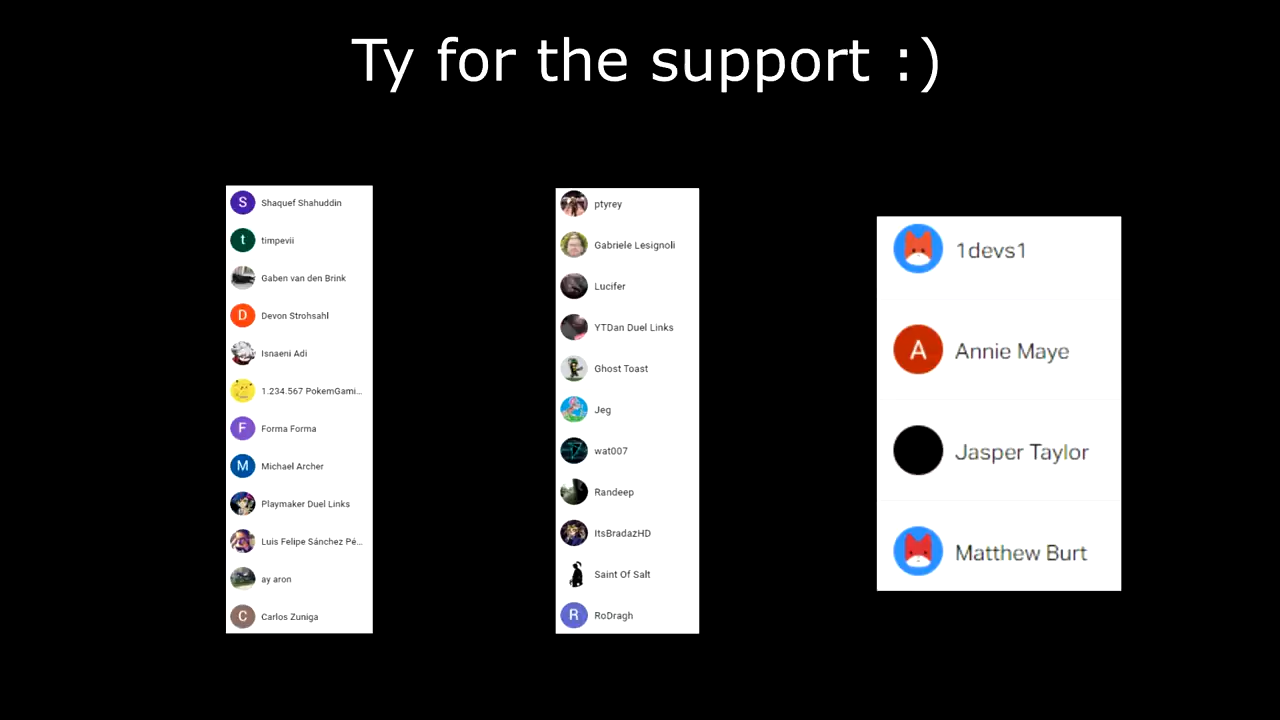 Ty for the support :)
S Shaquef Shahuddin
t timpevii
Gaben van den Brink
D Devon Strohsahl
Isnaeni Adi
1.234.567 PokemGami...
F Forma Forma
M Michael Archer
Playmaker Duel Links
Luis Felipe Sánchez Pé...
ay aron
C Carlos Zuniga
ptyrey
Gabriele Lesignoli
Lucifer
YTDan Duel Links
Ghost Toast
Jeg
wat007
Randeep
ItsBradazHD
Saint Of Salt
R RoDragh
1devs1
A Annie Maye
Jasper Taylor
Matthew Burt